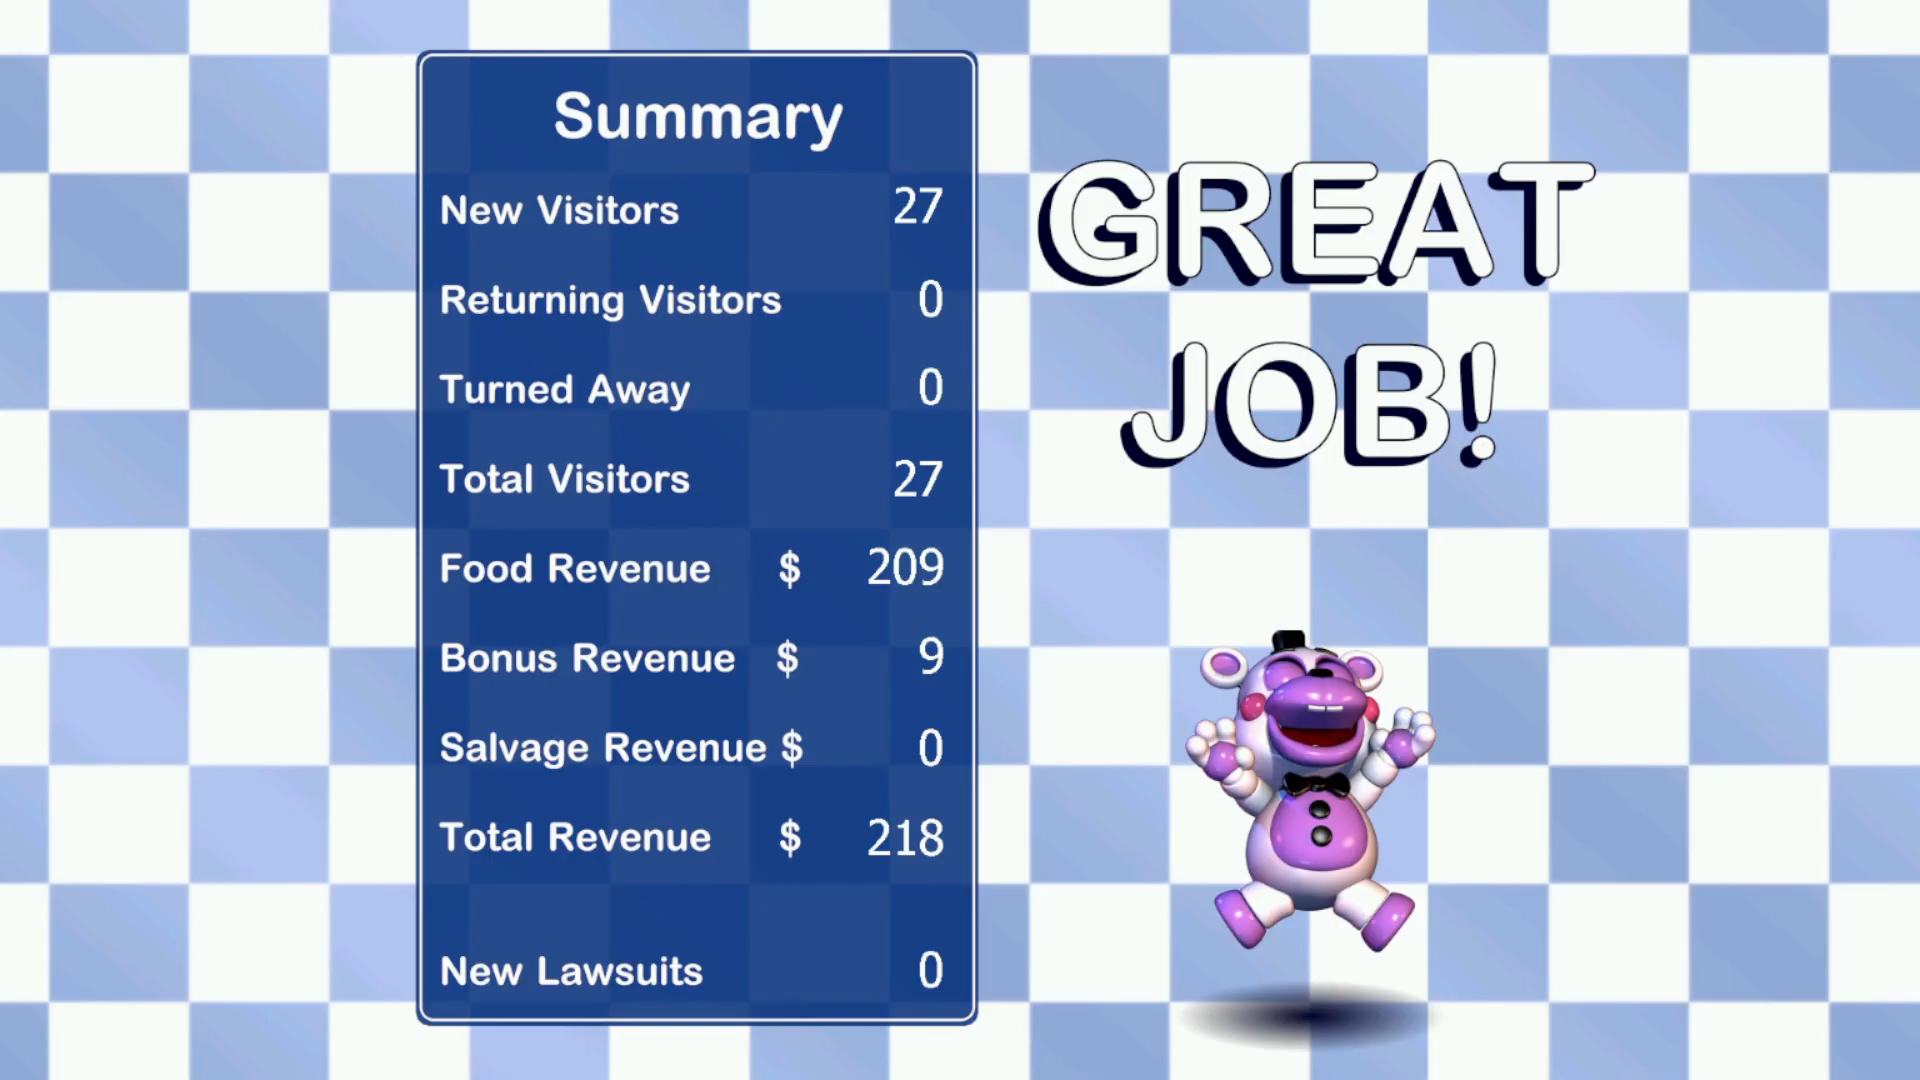 Summary
New Visitors 27
Returning Visitors 0
Turned Away 0
Total Visitors 27
Food Revenue $ 209
Bonus Revenue $ 9
Salvage Revenue $ 0
Total Revenue $ 218
New Lawsuits 0
GREAT
JOB!